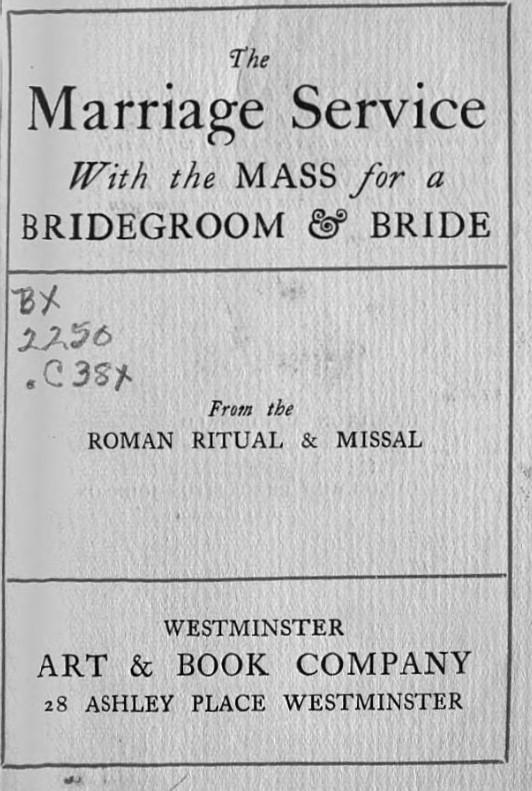 The
Marriage Service
With the MASS for a
BRIDEGROOM & BRIDE
BX
2250
.C38X
From the
ROMAN RITUAL & MISSAL
WESTMINSTER
ART & BOOK COMPANY
28 ASHLEY PLACE WESTMINSTER